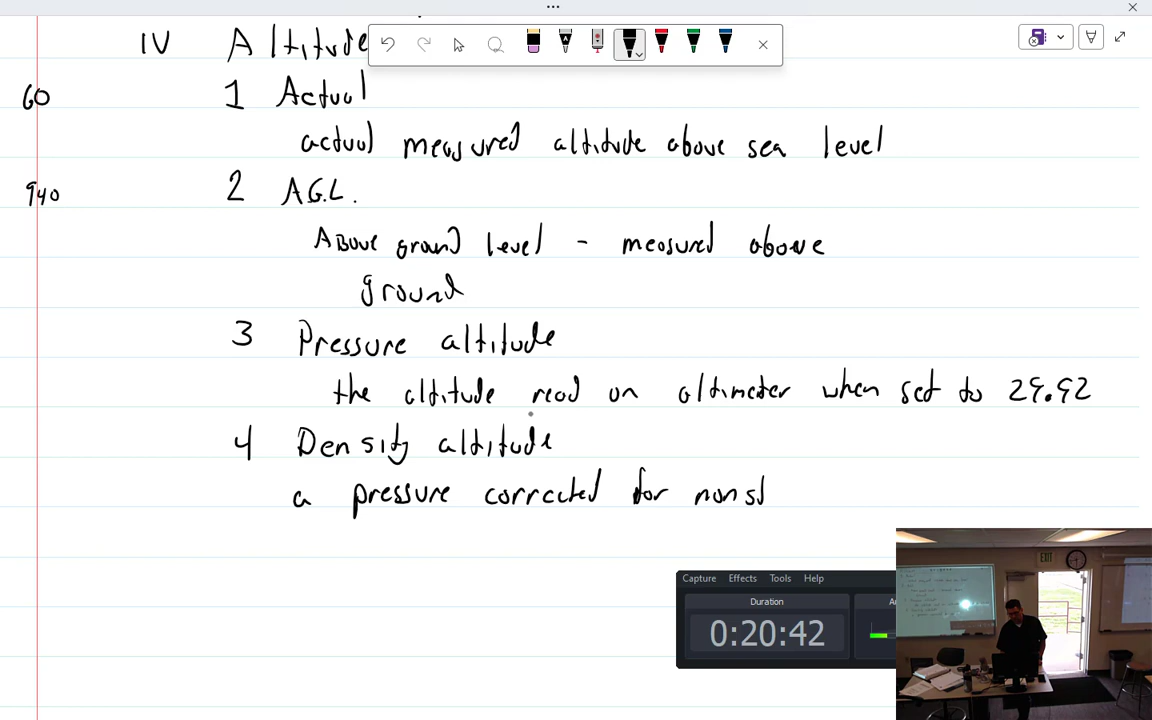 IV Altitude
60 1 Actual
actual measured altitude above sea level
940 2 A.G.L.
Above ground level - measured above
ground
3 Pressure altitude
the altitude read on altimeter when set to 29.92
4 Density altitude
a pressure corrected for nonst
Capture Effects Tools Help
Duration
0:20:42
EXIT